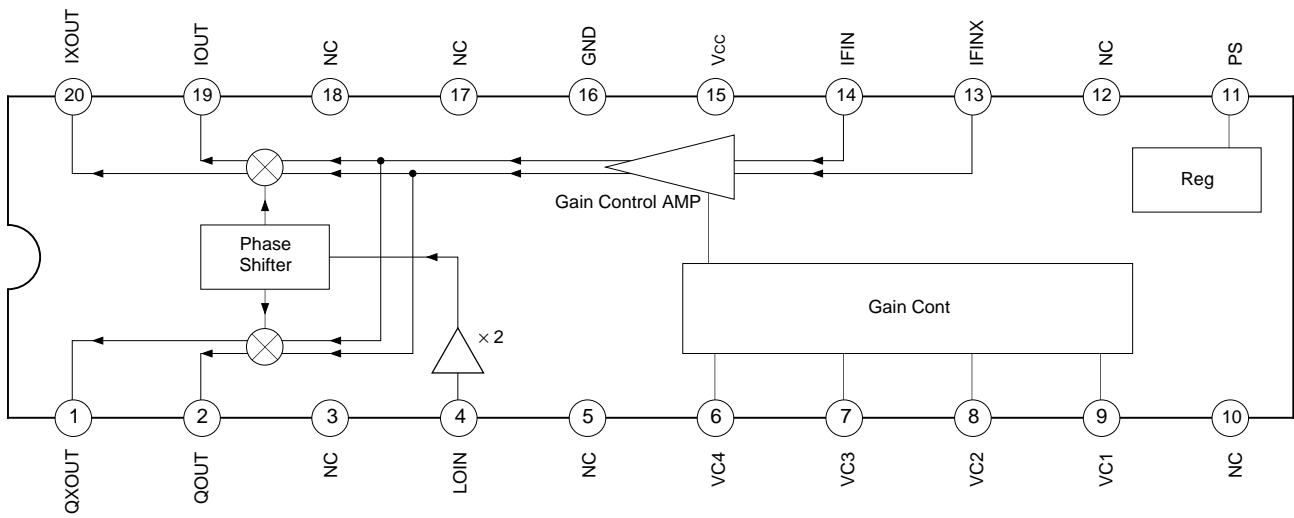 IXOUT
IOUT
NC
NC
GND
Vcc
IFIN
IFINX
NC
PS
20
19
18
17
16
15
14
13
12
11
Reg
Gain Control AMP
Phase
Shifter
Gain Cont
× 2
1
2
3
4
5
6
7
8
9
10
QXOUT
QOUT
NC
LOIN
NC
VC4
VC3
VC2
VC1
NC